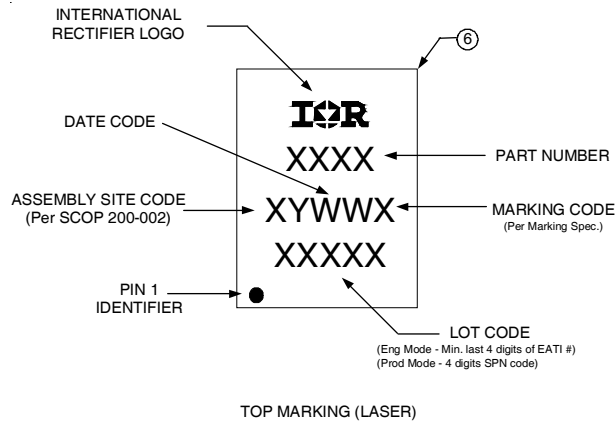 INTERNATIONAL
RECTIFIER LOGO
6
IOR
DATE CODE
XXXX
PART NUMBER
ASSEMBLY SITE CODE
(Per SCOP 200-002)
XYWWX
MARKING CODE
(Per Marking Spec.)
XXXXX
PIN 1
IDENTIFIER
LOT CODE
(Eng Mode - Min. last 4 digits of EATI #)
(Prod Mode - 4 digits SPN code)
TOP MARKING (LASER)